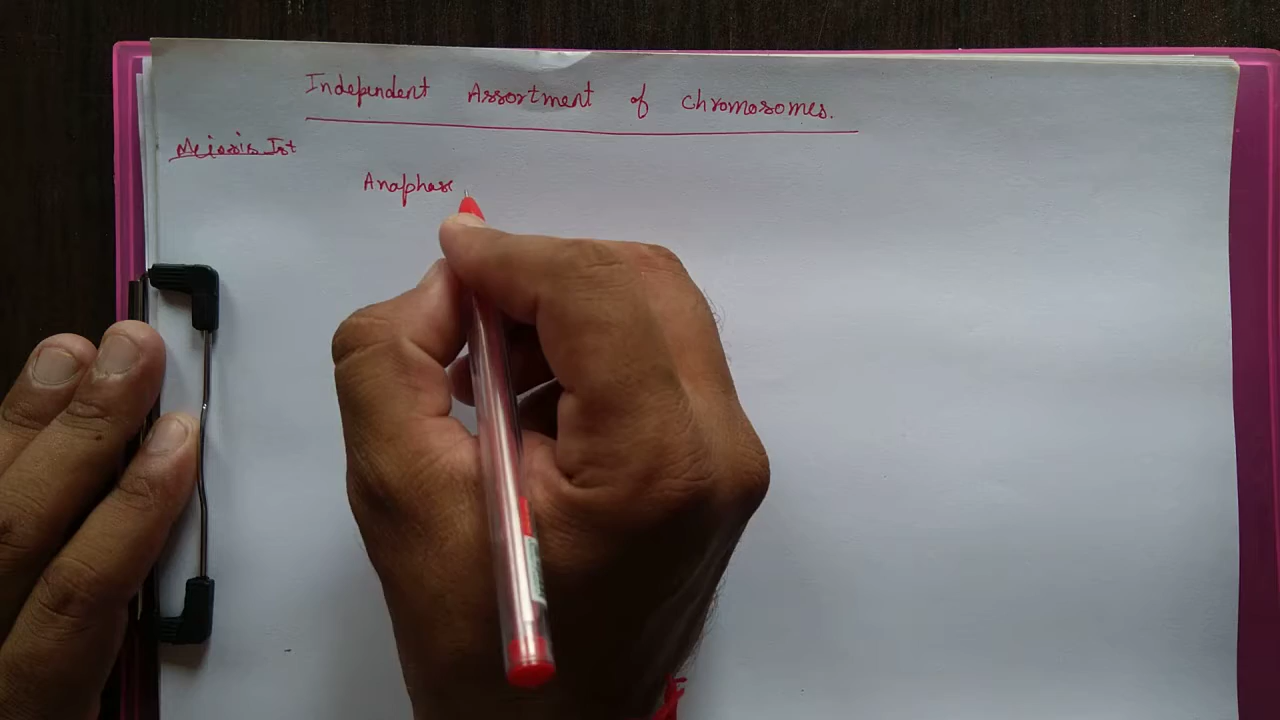 Independent Assortment of Chromosomes.
Meiosis Ist
Anaphase